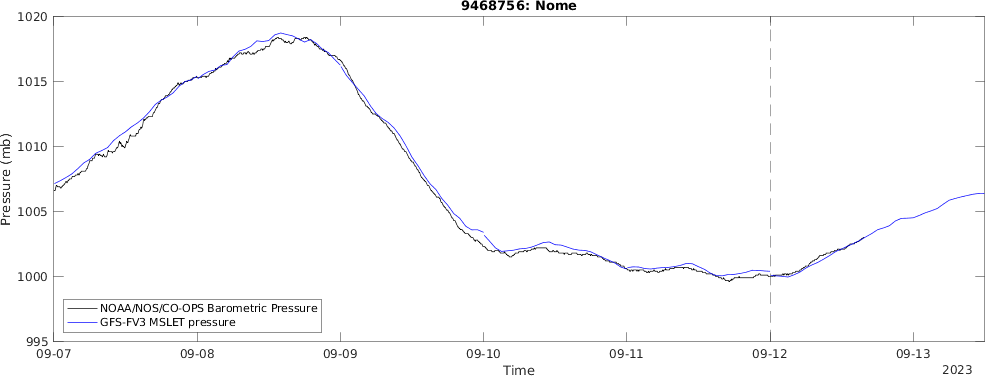 9468756: Nome
1020
1015
1010
1005
1000
995
Pressure (mb)
NOAA/NOS/CO-OPS Barometric Pressure
GFS-FV3 MSLET pressure
09-07 09-08 09-09 09-10 09-11 09-12 09-13
Time
2023